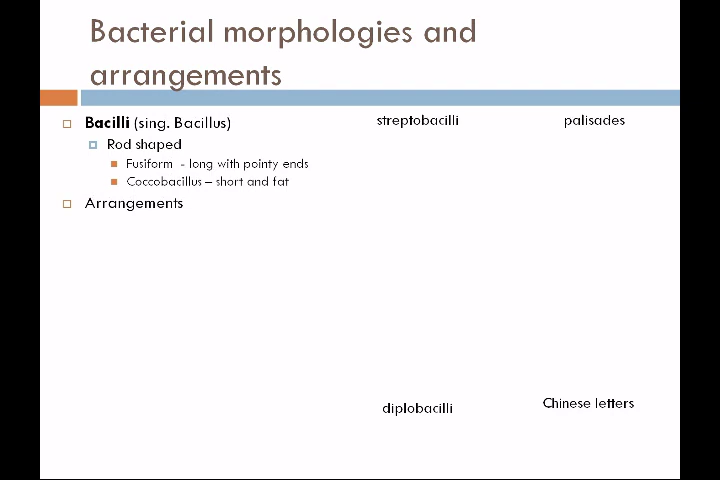 Bacterial morphologies and
arrangements
Bacilli (sing. Bacillus)
Rod shaped
Fusiform - long with pointy ends
Coccobacillus – short and fat
Arrangements
streptobacilli
palisades
diplobacilli
Chinese letters